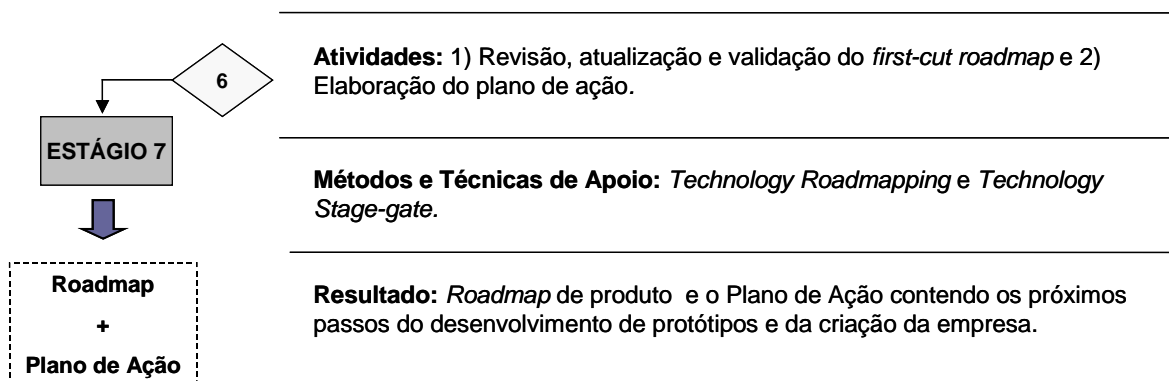 6
ESTÁGIO 7
Roadmap
+
Plano de Ação
Atividades: 1) Revisão, atualização e validação do first-cut roadmap e 2)
Elaboração do plano de ação.
Métodos e Técnicas de Apoio: Technology Roadmapping e Technology
Stage-gate.
Resultado: Roadmap de produto e o Plano de Ação contendo os próximos
passos do desenvolvimento de protótipos e da criação da empresa.